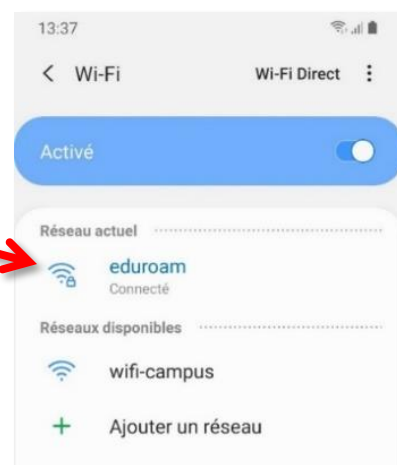 13:37
Wi-Fi Wi-Fi Direct
Activé
Réseau actuel
eduroam
Connecté
Réseaux disponibles
wifi-campus
+ Ajouter un réseau